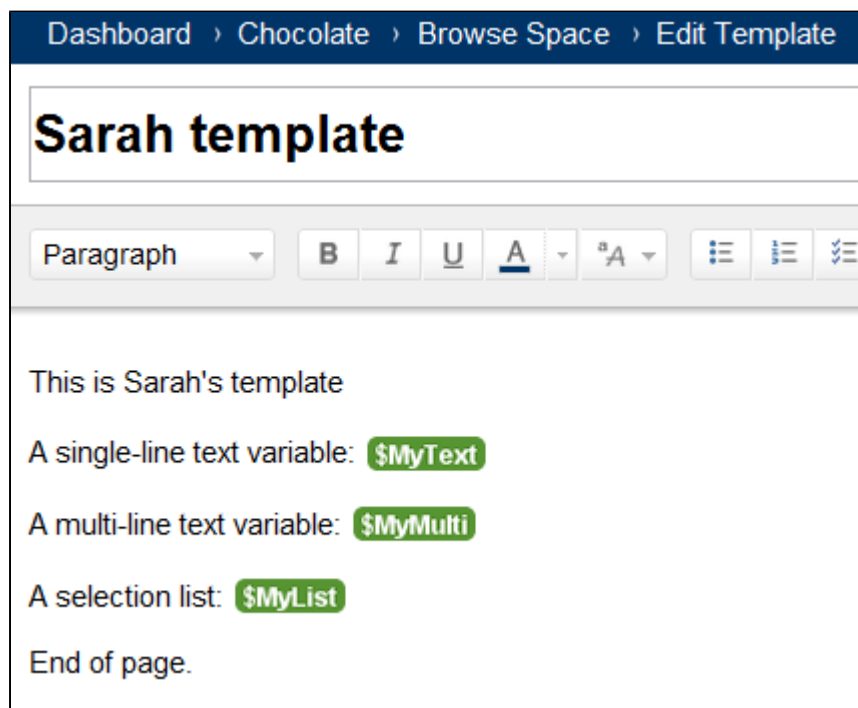 Dashboard › Chocolate › Browse Space › Edit Template
Sarah template
Paragraph B I U A ªA
This is Sarah's template
A single-line text variable: $MyText
A multi-line text variable: $MyMulti
A selection list: $MyList
End of page.